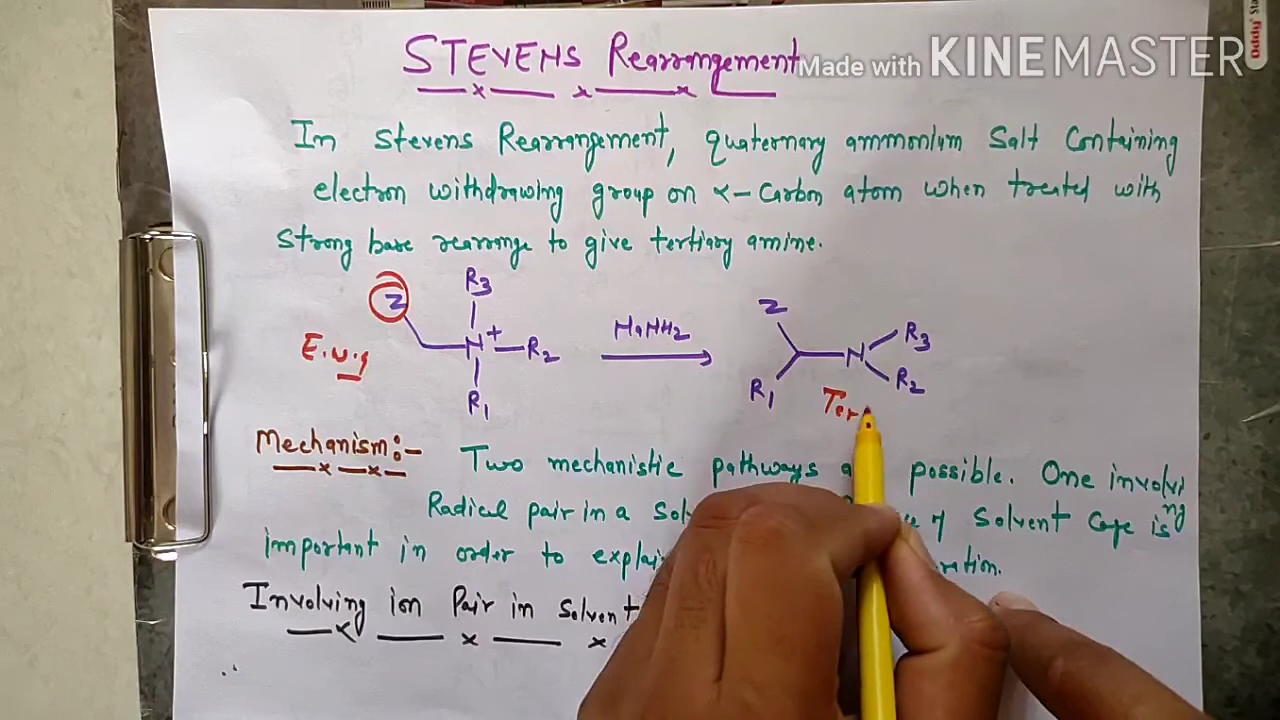 STEVENS Rearrangement
Made with KINEMASTER
Oddy
In Stevens Rearrangement, quaternary ammonium Salt Containing
electron withdrawing group on α-Carbon atom when treated with
strong base rearrange to give tertiary amine.
Z R3
E.w.g N+ R2
R1
NaNH2
Z
N R3
R1 R2
Ter
Mechanism:-
Two mechanistic pathways possible. One involving
Radical pair in a of Solvent Cage is
important in order to
Involving ion Pair in Solvent